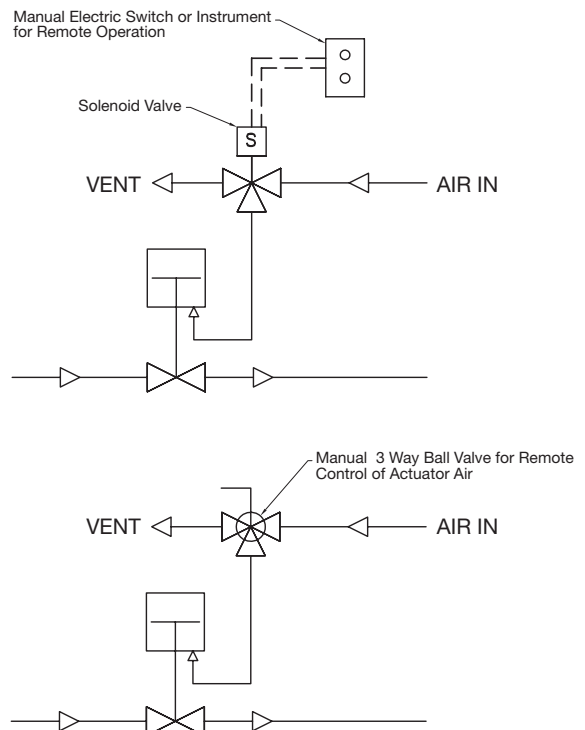 Manual Electric Switch or Instrument
for Remote Operation
Solenoid Valve
S
VENT
AIR IN
Manual 3 Way Ball Valve for Remote
Control of Actuator Air
VENT
AIR IN